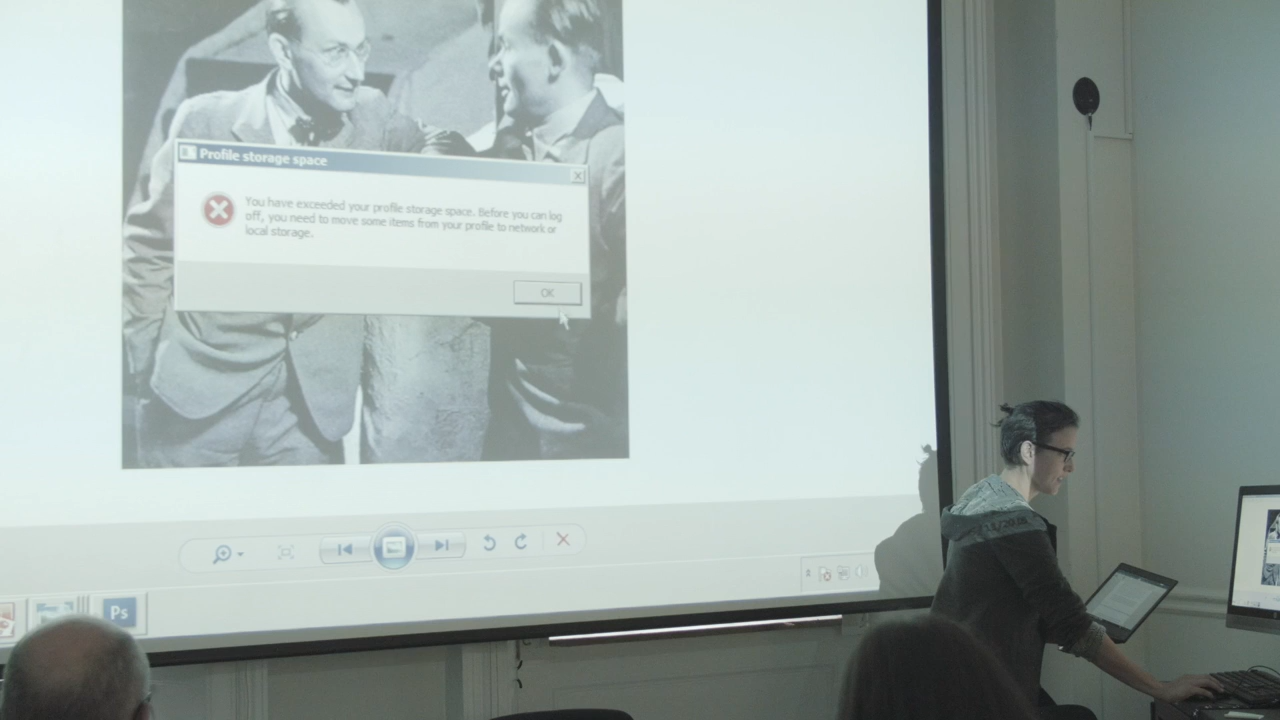 Profile storage space
You have exceeded your profile storage space. Before you can log
off, you need to move some items from your profile to network or
local storage.
OK
Ps